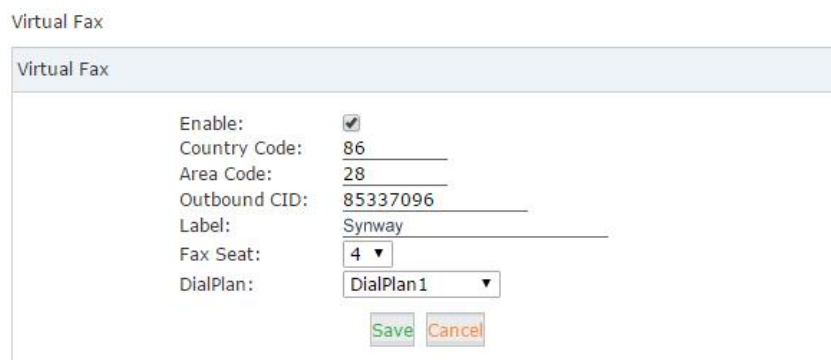 Virtual Fax
Virtual Fax
Enable:
Country Code: 86
Area Code: 28
Outbound CID: 85337096
Label: Synway
Fax Seat: 4
DialPlan: DialPlan1
Save Cancel